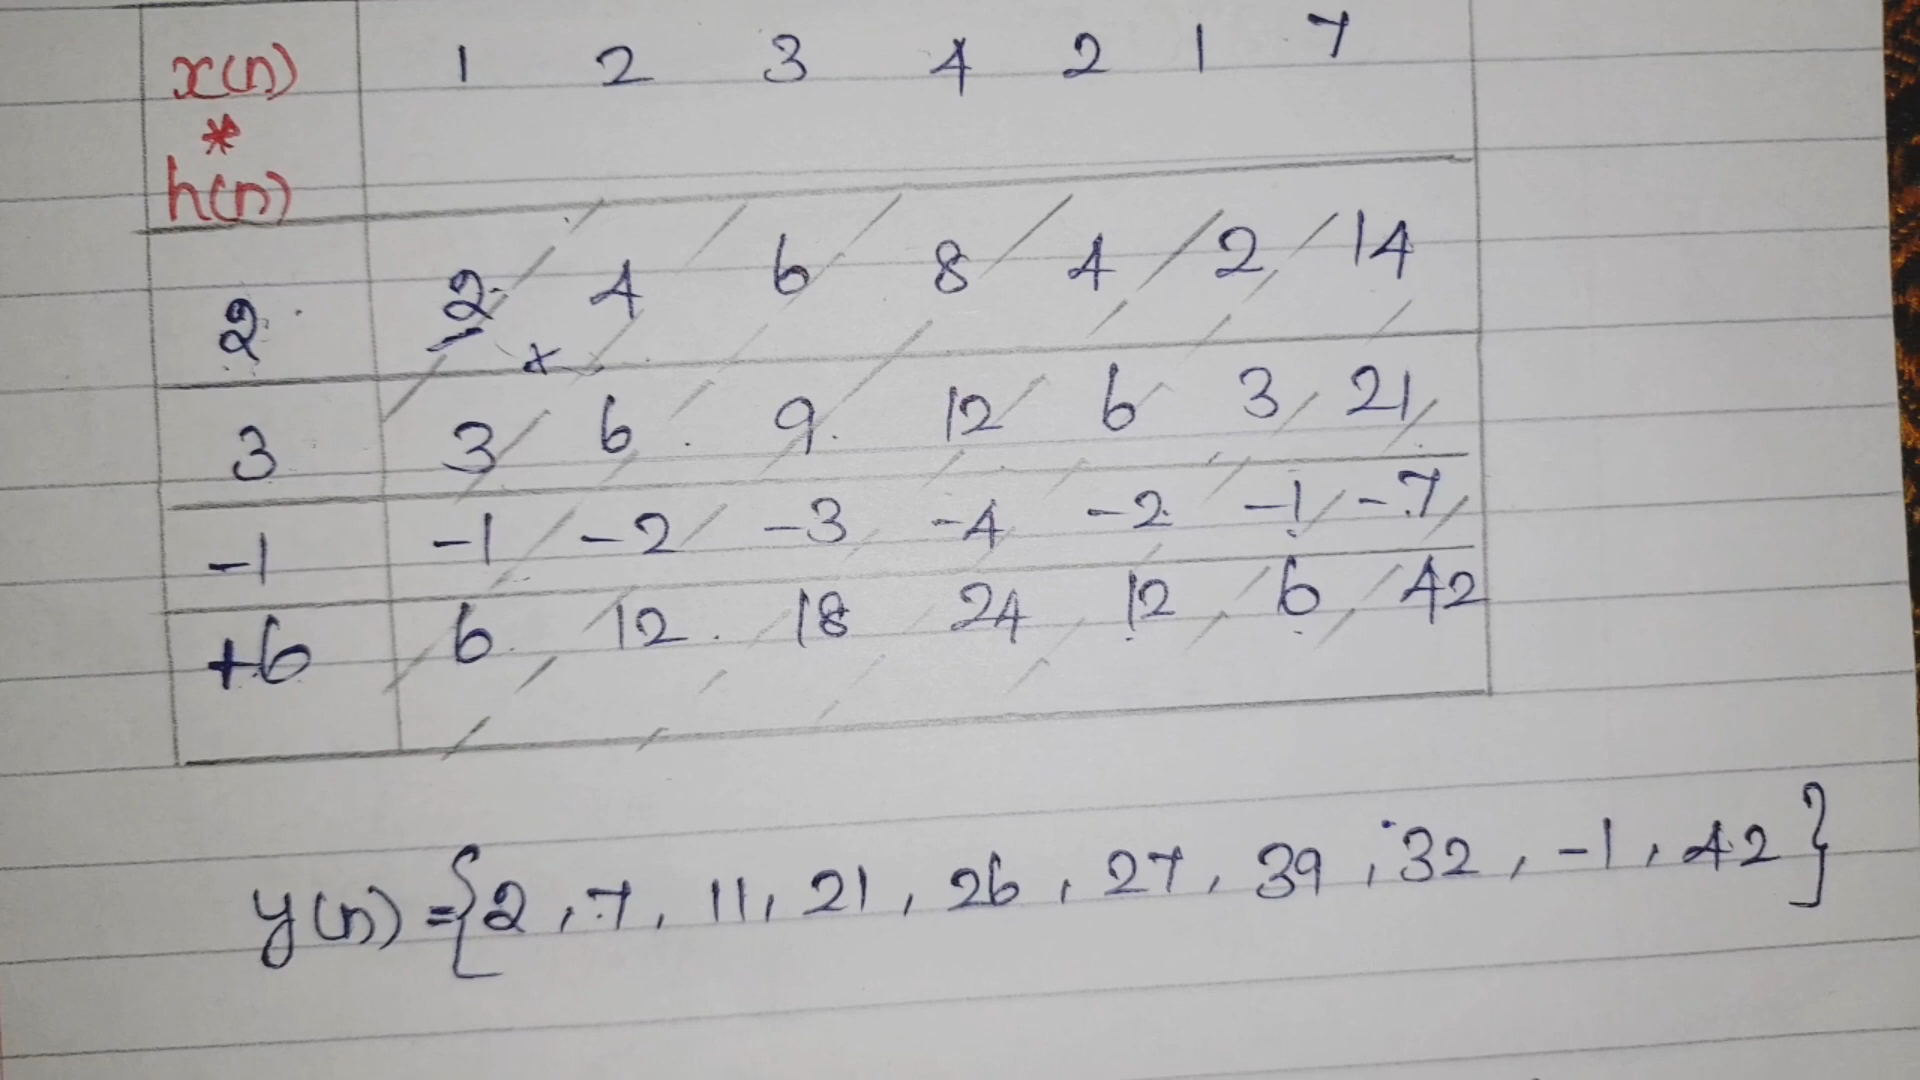 x(n) 1 2 3 4 2 1 7
*
h(n)
2 2 4 6 8 4 2 14
3 3 6 9 12 6 3 21
-1 -1 -2 -3 -4 -2 -1 -7
+6 6 12 18 24 12 6 42
y(n) = {2, 7, 11, 21, 26, 27, 39, 32, -1, 42}